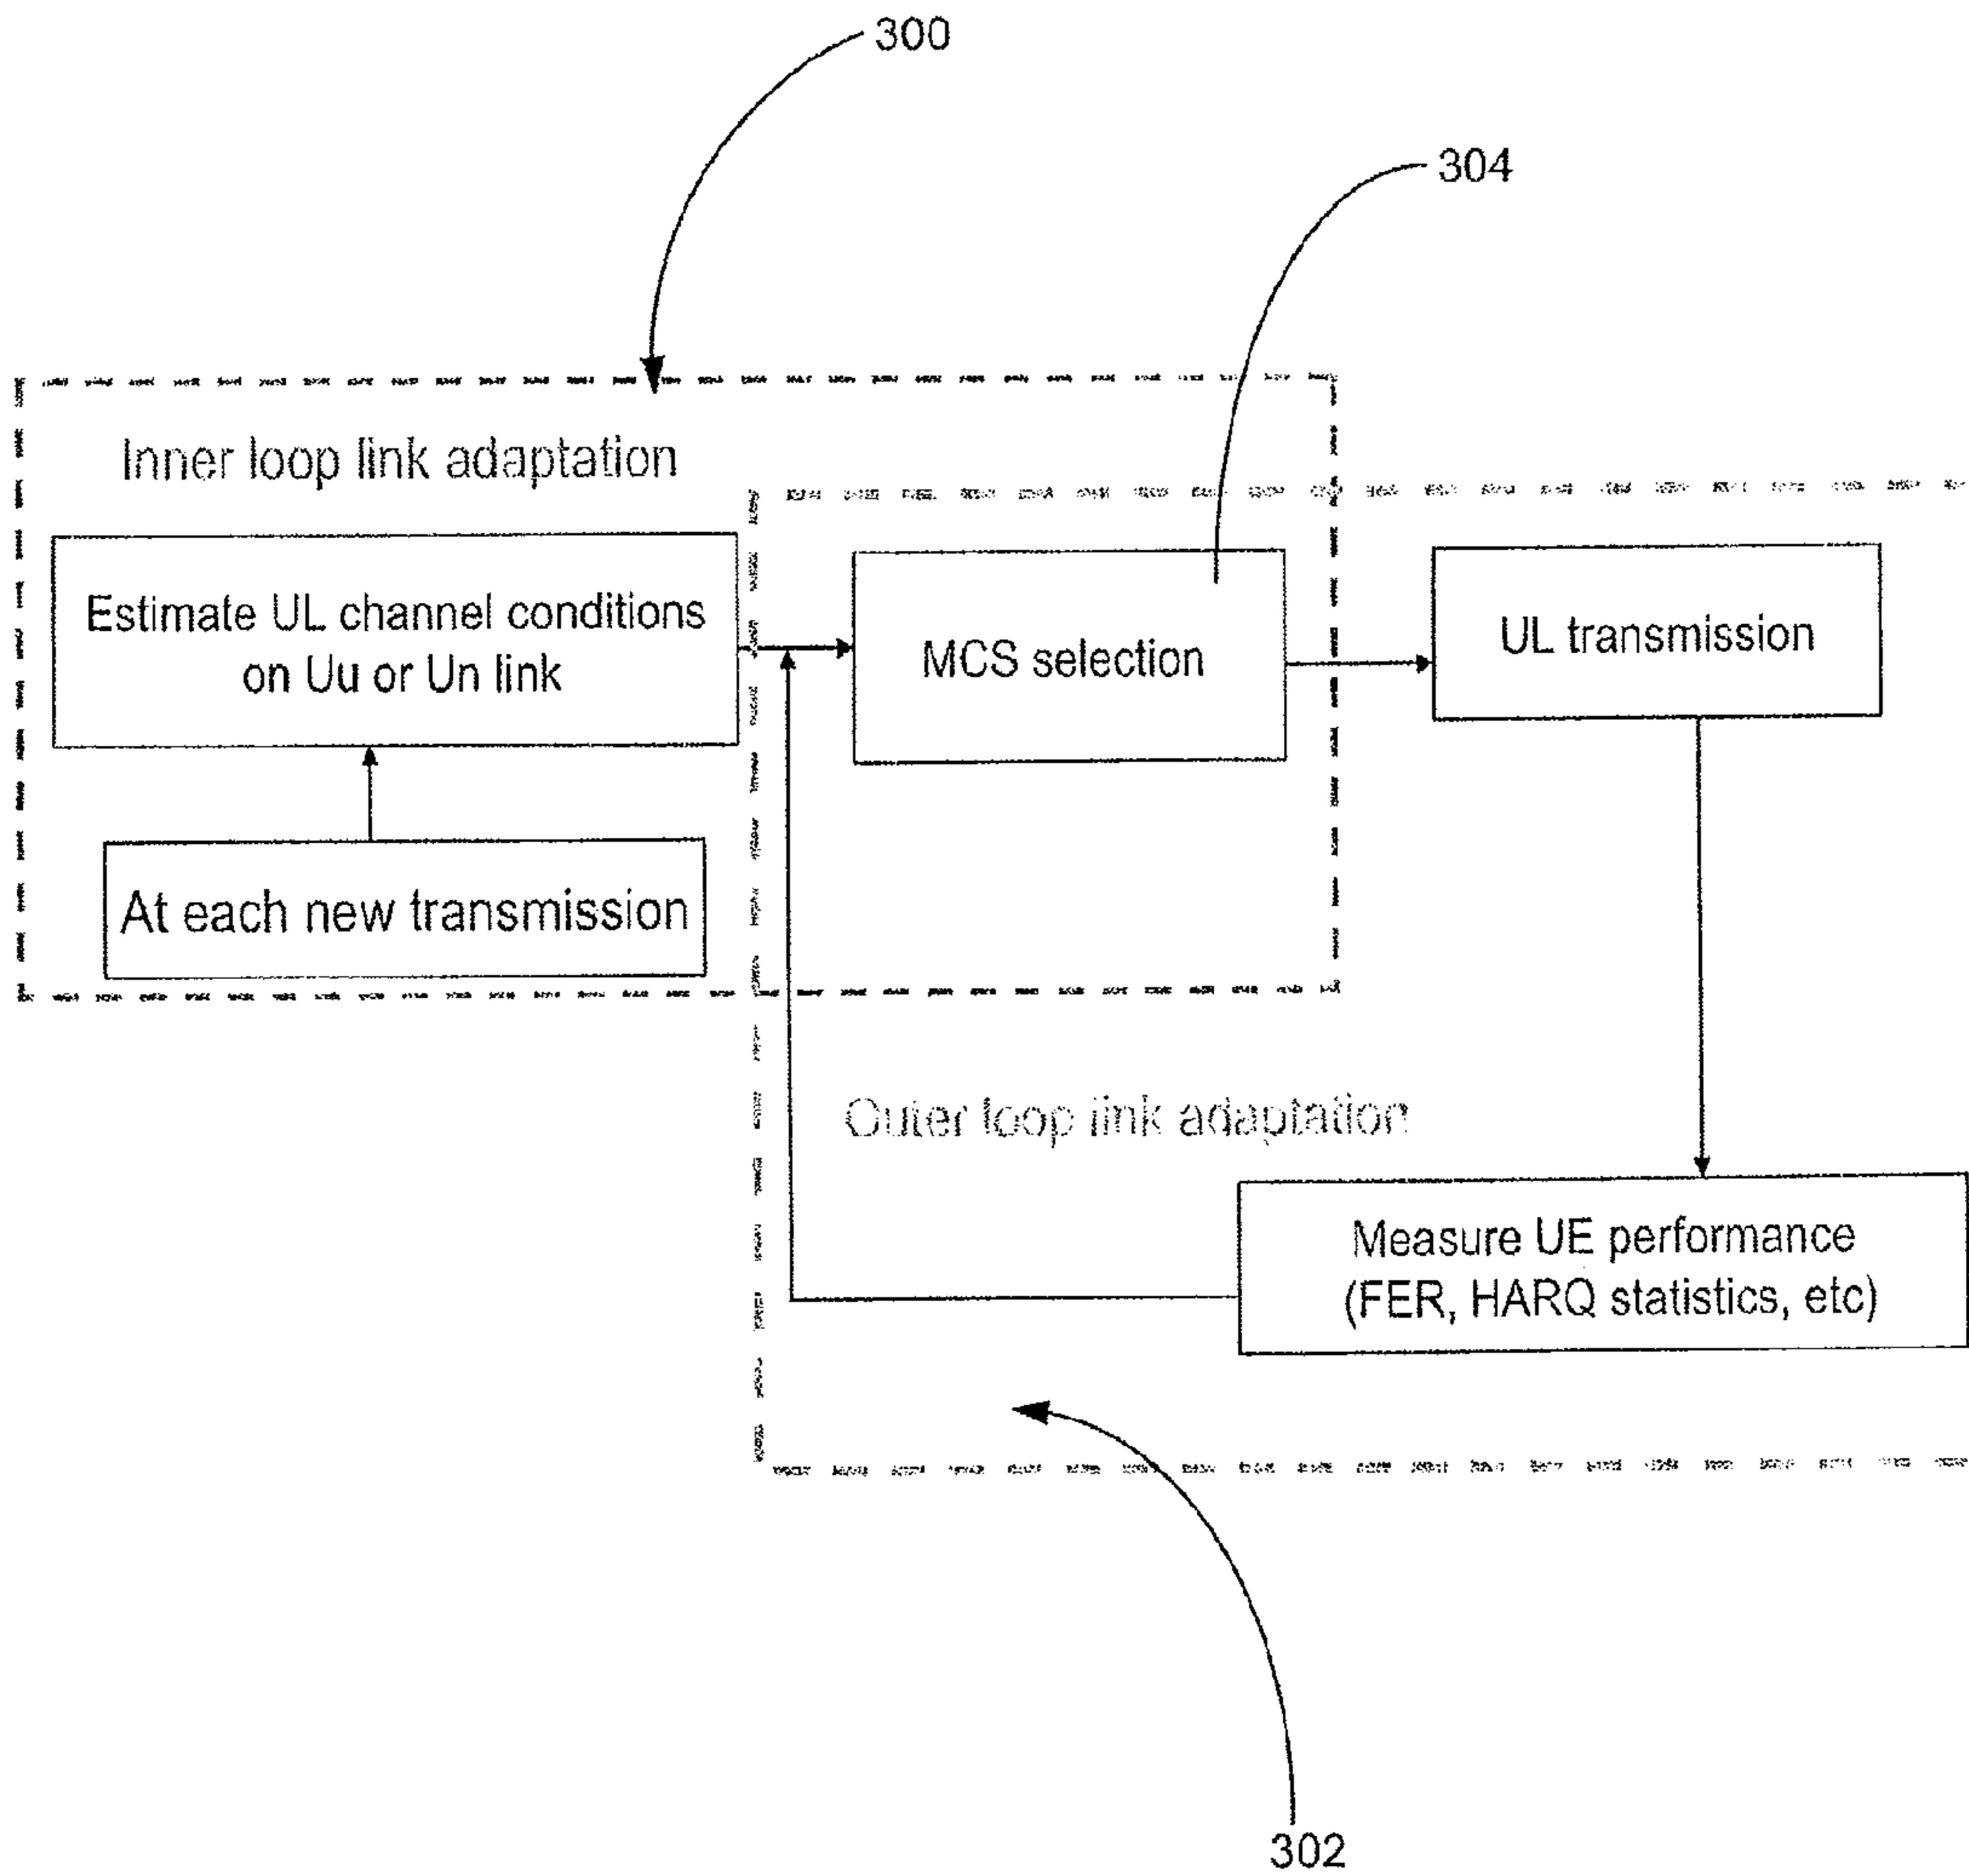 300
304
Inner loop link adaptation
Estimate UL channel conditions
on Uu or Un link
MCS selection
UL transmission
At each new transmission
Outer loop link adaptation
Measure UE performance
(FER, HARQ statistics, etc)
302